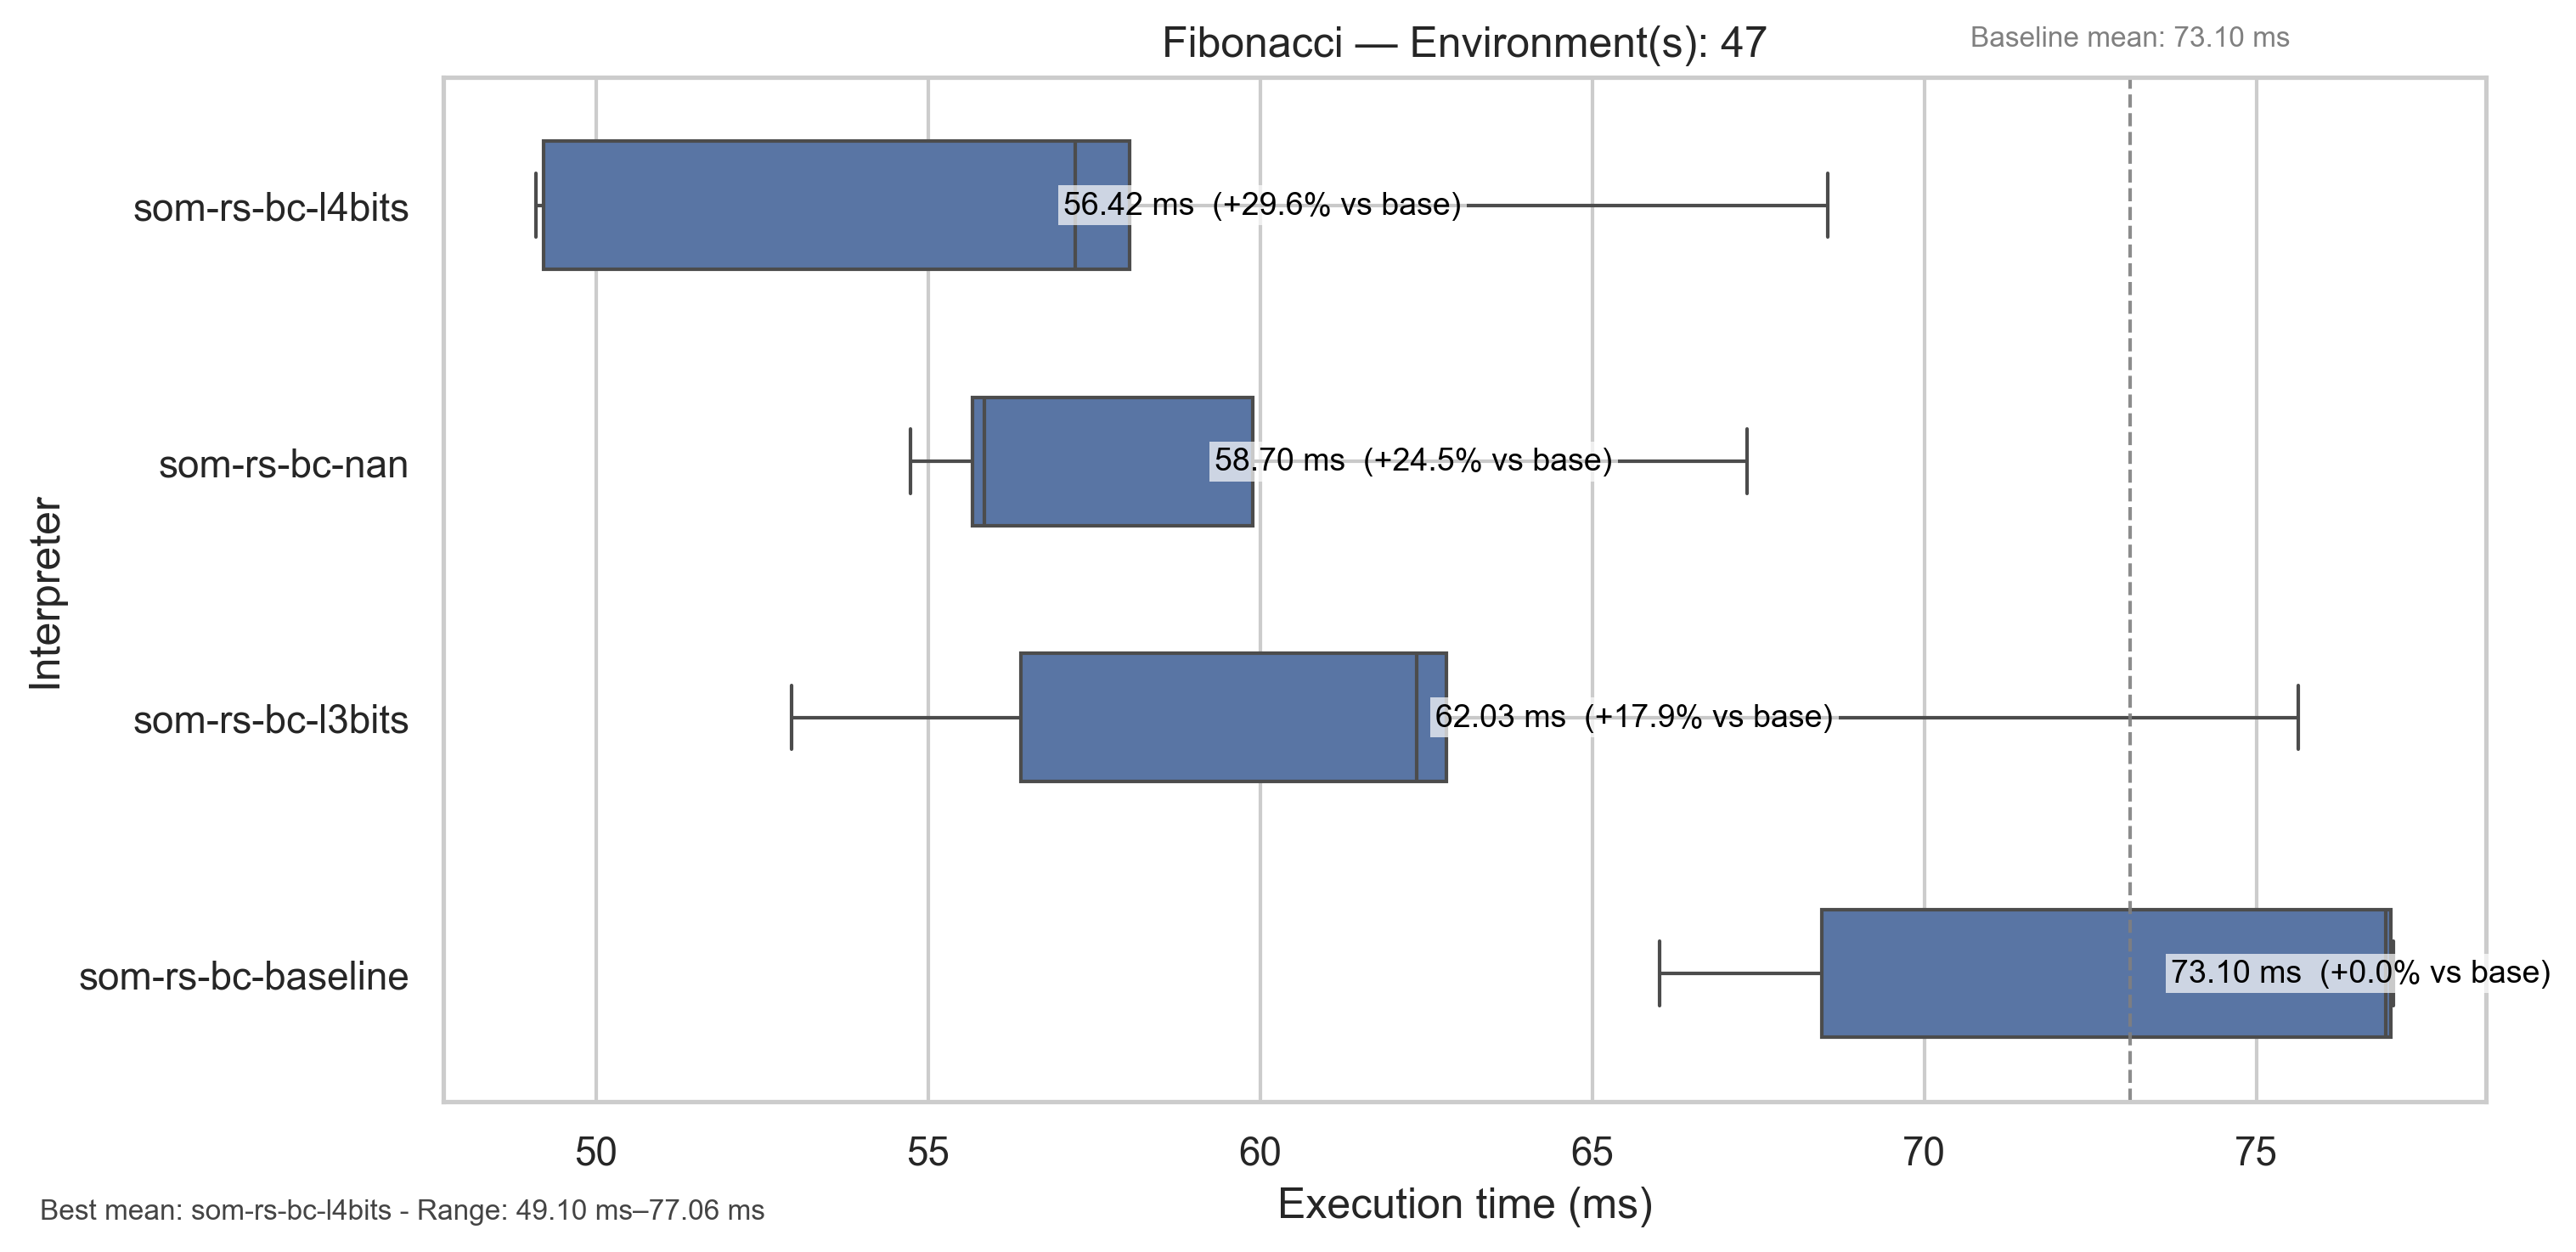 Fibonacci — Environment(s): 47
Baseline mean: 73.10 ms
Interpreter
som-rs-bc-l4bits
56.42 ms  (+29.6% vs base)
som-rs-bc-nan
58.70 ms  (+24.5% vs base)
som-rs-bc-l3bits
62.03 ms  (+17.9% vs base)
som-rs-bc-baseline
73.10 ms  (+0.0% vs base)
50 55 60 65 70 75
Execution time (ms)
Best mean: som-rs-bc-l4bits - Range: 49.10 ms–77.06 ms